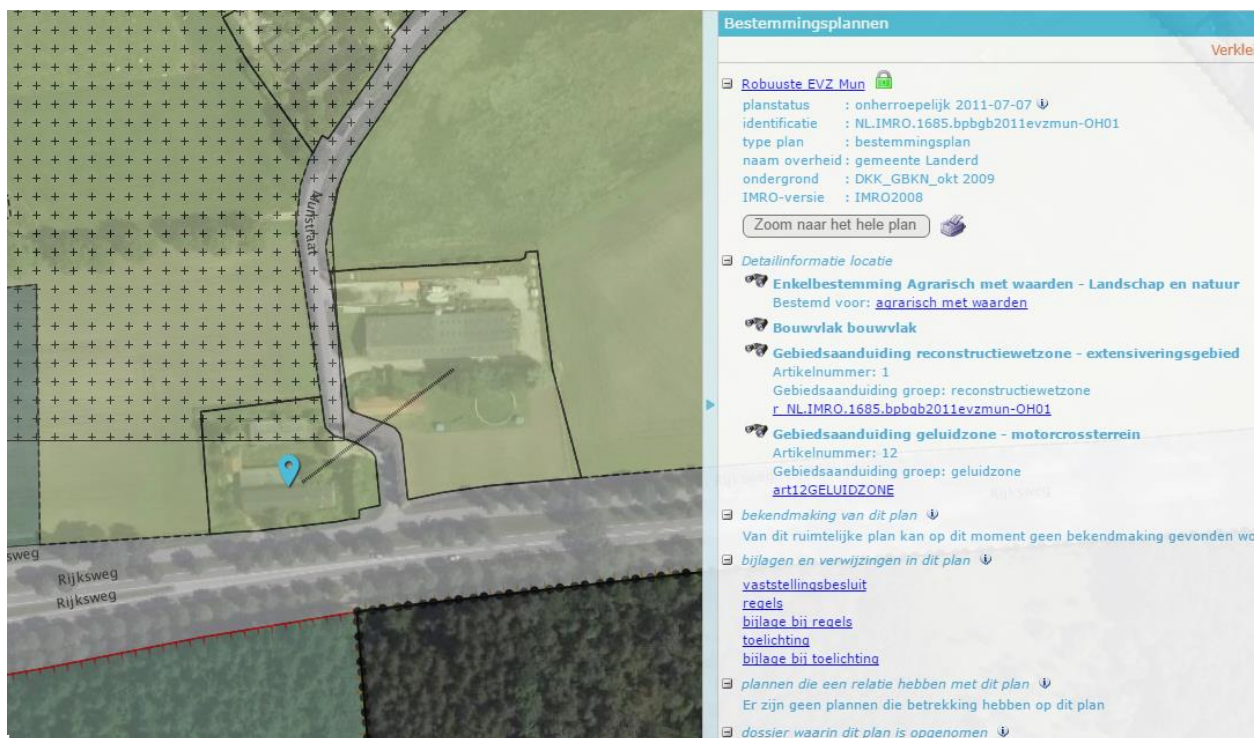 Munstraat
sweg
Rijksweg
Rijksweg
Bestemmingsplannen
Verklei
Robuuste EVZ Mun
planstatus : onherroepelijk 2011-07-07
identificatie : NL.IMRO.1685.bpbgb2011evzmun-OH01
type plan : bestemmingsplan
naam overheid : gemeente Landerd
ondergrond : DKK_GBKN_okt 2009
IMRO-versie : IMRO2008
Zoom naar het hele plan
Detailinformatie locatie
Enkelbestemming Agrarisch met waarden - Landschap en natuur
Bestemd voor: agrarisch met waarden
Bouwvlak bouwvlak
Gebiedsaanduiding reconstructiewetzone - extensiveringsgebied
Artikelnummer: 1
Gebiedsaanduiding groep: reconstructiewetzone
r_NL.IMRO.1685.bpbgb2011evzmun-OH01
Gebiedsaanduiding geluidzone - motorcrossterrein
Artikelnummer: 12
Gebiedsaanduiding groep: geluidzone
art12GELUIDZONE
Rijksweg
Rijksweg
bekendmaking van dit plan
Van dit ruimtelijke plan kan op dit moment geen bekendmaking gevonden wo
bijlagen en verwijzingen in dit plan
vaststellingsbesluit
regels
bijlage bij regels
toelichting
bijlage bij toelichting
plannen die een relatie hebben met dit plan
Er zijn geen plannen die betrekking hebben op dit plan
dossier waarin dit plan is opgenomen